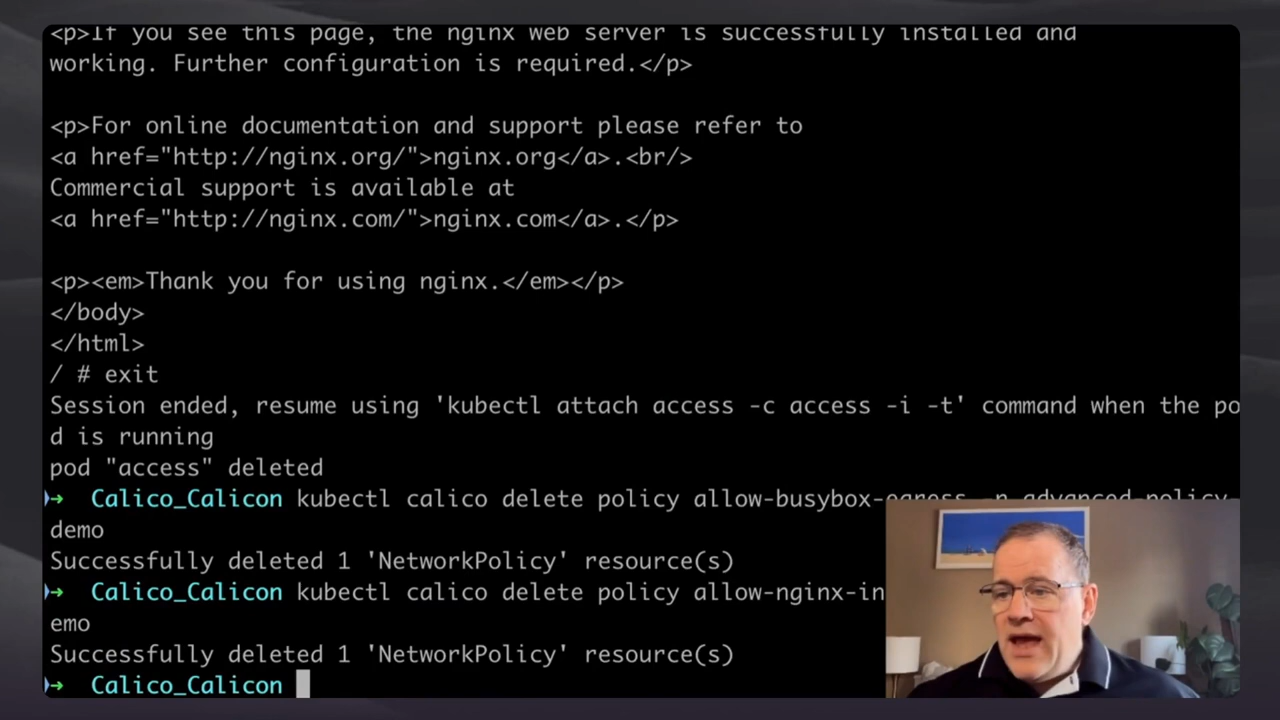 <p>If you see this page, the nginx web server is successfully installed and
working. Further configuration is required.</p>
<p>For online documentation and support please refer to
<a href="http://nginx.org/">nginx.org</a>.<br/>
Commercial support is available at
<a href="http://nginx.com/">nginx.com</a>.</p>
<p><em>Thank you for using nginx.</em></p>
</body>
</html>
/ # exit
Session ended, resume using 'kubectl attach access -c access -i -t' command when the po
d is running
pod "access" deleted
→ Calico_Calicon kubectl calico delete policy allow-busybox-egress -n advanced-policy-
demo
Successfully deleted 1 'NetworkPolicy' resource(s)
→ Calico_Calicon kubectl calico delete policy allow-nginx-in
emo
Successfully deleted 1 'NetworkPolicy' resource(s)
→ Calico_Calicon